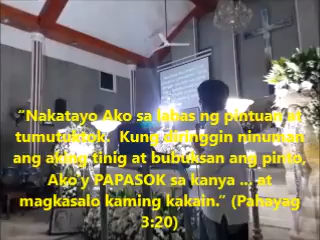 “Nakatayo Ako sa labas ng pintuan at
tumutuktok.  Kung diringgin ninuman
ang aking tinig at bubuksan ang pinto,
Ako’y PAPASOK sa kanya ... at
magkasalo kaming kakain.” (Pahayag
3:20)